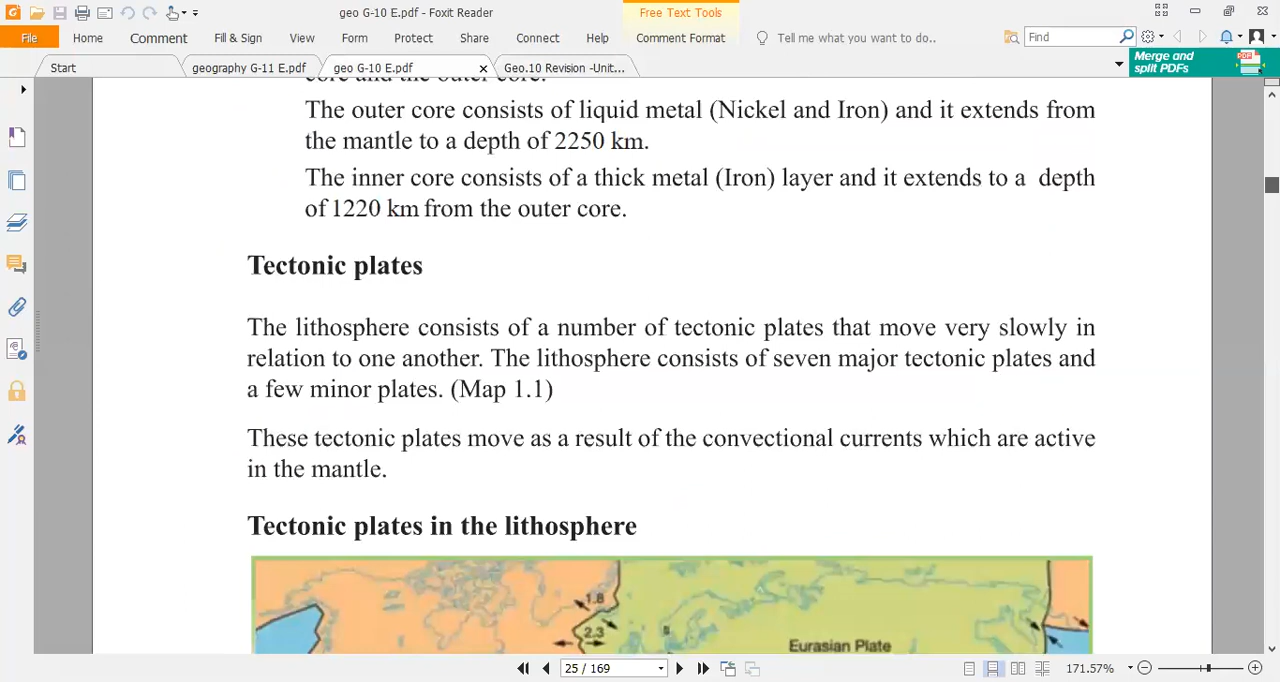 geo G-10 E.pdf - Foxit Reader
Free Text Tools
File
Home
Comment
Fill & Sign
View
Form
Protect
Share
Connect
Help
Comment Format
Tell me what you want to do..
Find
Start
geography G-11 E.pdf
geo G-10 E.pdf
Geo.10 Revision -Unit...
Merge and
split PDFs
core and the outer core.
The outer core consists of liquid metal (Nickel and Iron) and it extends from
the mantle to a depth of 2250 km.
The inner core consists of a thick metal (Iron) layer and it extends to a depth
of 1220 km from the outer core.
Tectonic plates
The lithosphere consists of a number of tectonic plates that move very slowly in
relation to one another. The lithosphere consists of seven major tectonic plates and
a few minor plates. (Map 1.1)
These tectonic plates move as a result of the convectional currents which are active
in the mantle.
Tectonic plates in the lithosphere
1.8
2.3
Eurasian Plate
25 / 169
171.57%